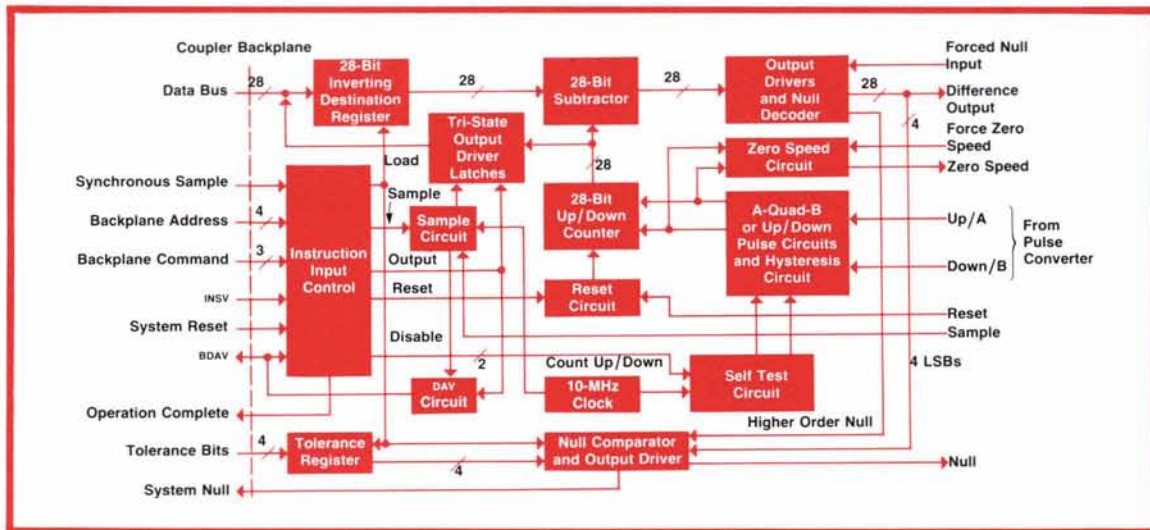 Coupler Backplane
Data Bus
28
28-Bit
Inverting
Destination
Register
28
28-Bit
Subtractor
28
Output
Drivers
and Null
Decoder
28
4
Forced Null
Input
Difference
Output
Force Zero
Speed
Zero Speed
Tri-State
Output
Driver
Latches
28
Zero Speed
Circuit
Load
Sample
Synchronous Sample
Backplane Address
4
Backplane Command
3
INSV
System Reset
BDAV
Operation Complete
Instruction
Input
Control
Sample
Circuit
Output
Reset
Disable
2
28-Bit
Up/Down
Counter
Reset
Circuit
A-Quad-B
or Up/Down
Pulse Circuits
and Hysteresis
Circuit
Up/A
Down/B
From
Pulse
Converter
Reset
Sample
4 LSBs
DAV
Circuit
Count Up/Down
10-MHz
Clock
Self Test
Circuit
Higher Order Null
Tolerance Bits
4
Tolerance
Register
4
Null Comparator
and Output Driver
Null
System Null